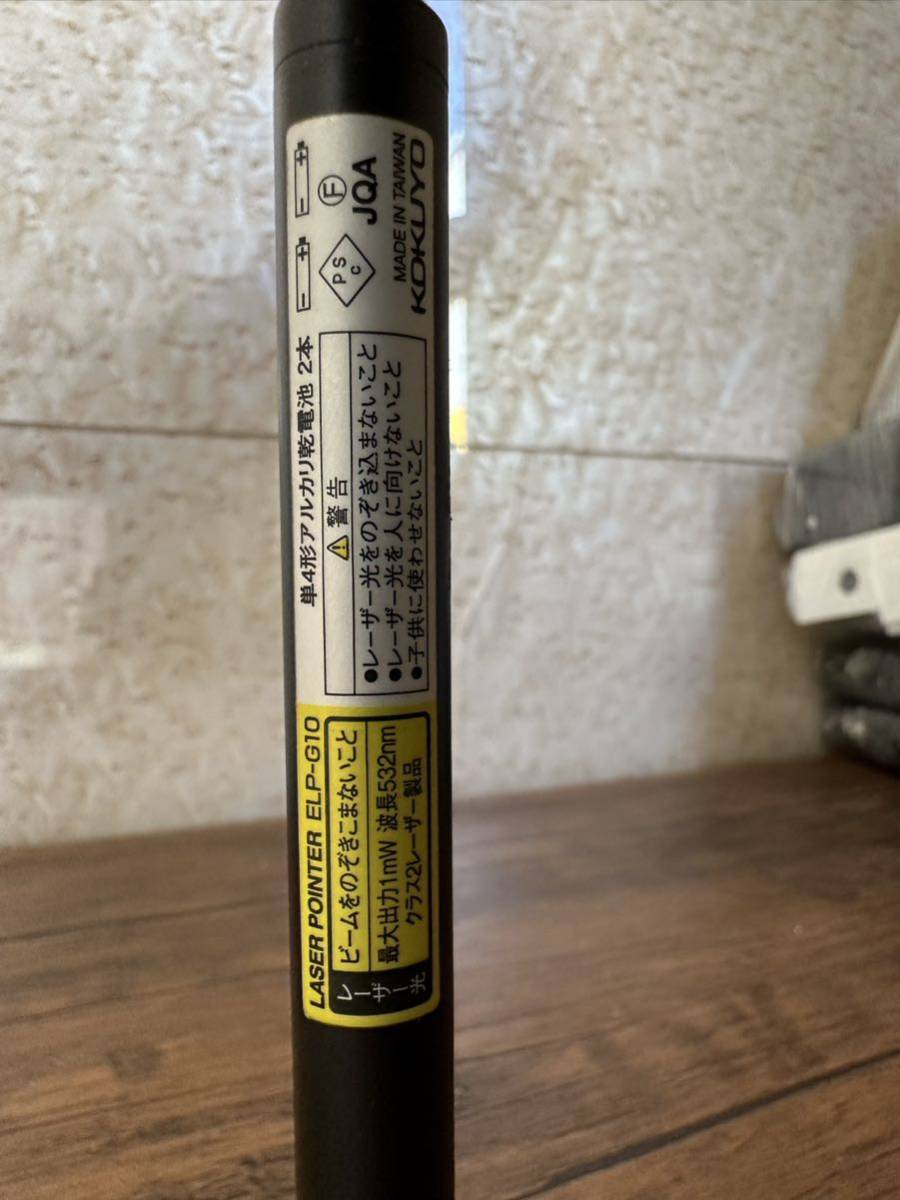 LASER POINTER ELP-G10
レーザー光
ビームをのぞきこまないこと
最大出力1mW 波長532nm
クラス2レーザー製品
単4形アルカリ乾電池 2本
警告
●レーザー光をのぞき込まないこと
●レーザー光を人に向けないこと
●子供に使わせないこと
− + − +
PSC F
JQA
MADE IN TAIWAN
KOKUYO